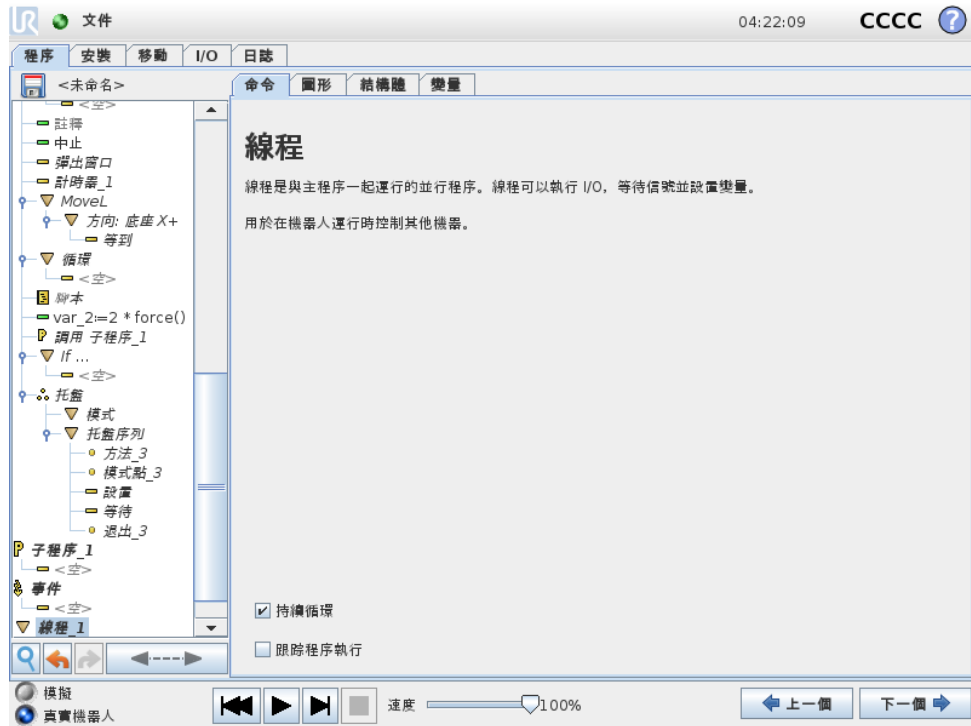 UR 文件 04:22:09 CCCC ?
程序 安裝 移動 I/O 日誌
<未命名> 命令 圖形 結構體 變量
<空>
註釋
中止
彈出窗口
計時器_1
MoveL
方向: 底座 X+
等到
循環
<空>
腳本
var_2:=2 * force()
調用 子程序_1
If ...
<空>
托盤
模式
托盤序列
方法_3
模式點_3
設置
等待
退出_3
子程序_1
<空>
事件
<空>
線程_1
線程
線程是與主程序一起運行的並行程序。線程可以執行 I/O，等待信號並設置變量。
用於在機器人運行時控制其他機器。
持續循環
跟踪程序執行
模擬
真實機器人
速度 100%
上一個 下一個